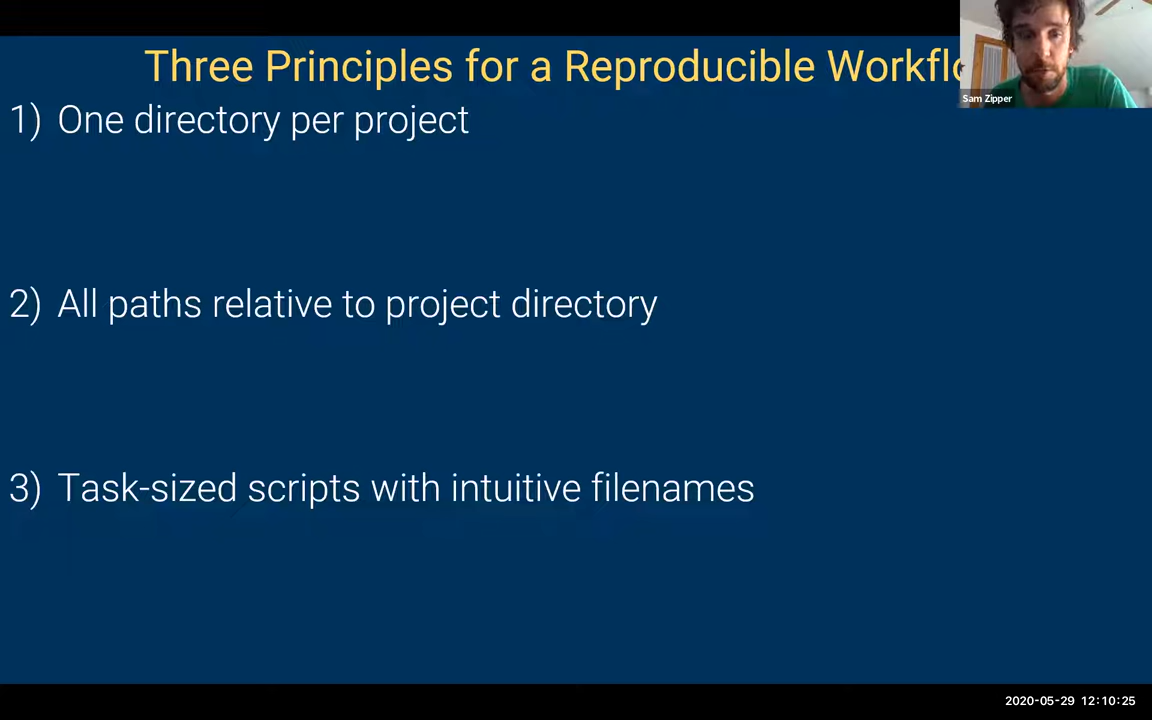 Three Principles for a Reproducible Workflo
Sam Zipper
1) One directory per project
2) All paths relative to project directory
3) Task-sized scripts with intuitive filenames
2020-05-29 12:10:25